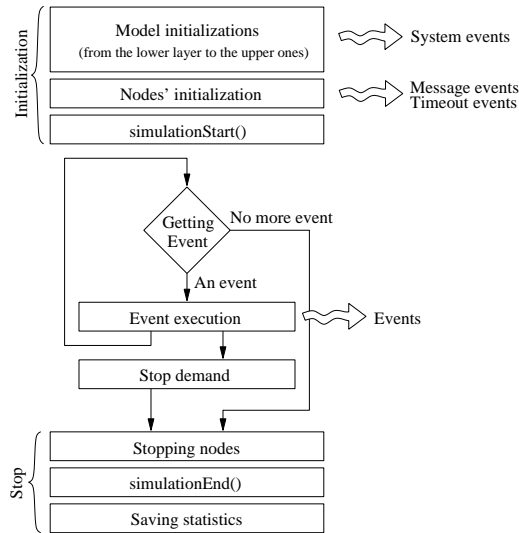 Initialization
Model initializations
(from the lower layer to the upper ones)
System events
Nodes' initialization
Message events
Timeout events
simulationStart()
Getting
Event
No more event
An event
Event execution
Events
Stop demand
Stop
Stopping nodes
simulationEnd()
Saving statistics